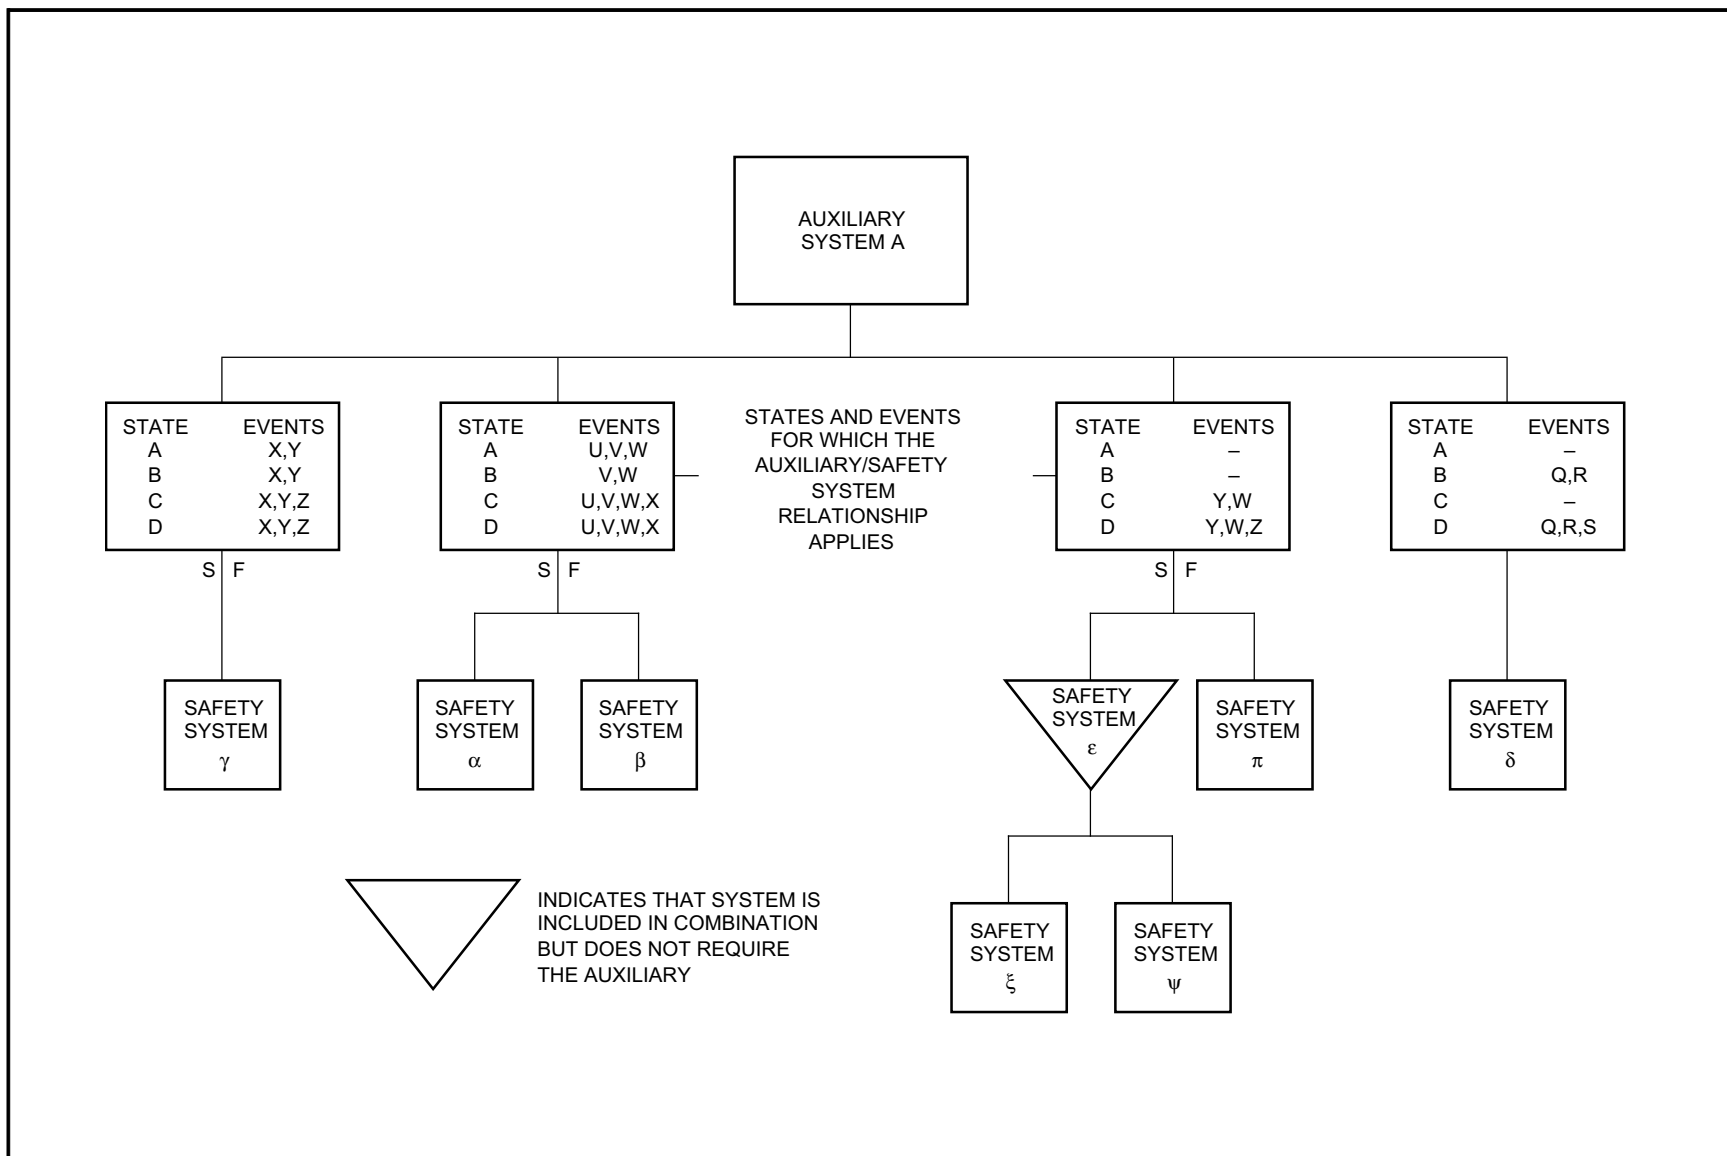 AUXILIARY
SYSTEM A
STATE EVENTS
A X,Y
B X,Y
C X,Y,Z
D X,Y,Z
STATE EVENTS
A U,V,W
B V,W
C U,V,W,X
D U,V,W,X
STATES AND EVENTS
FOR WHICH THE
AUXILIARY/SAFETY
SYSTEM
RELATIONSHIP
APPLIES
STATE EVENTS
A –
B –
C Y,W
D Y,W,Z
STATE EVENTS
A –
B Q,R
C –
D Q,R,S
S F
S F
S F
SAFETY
SYSTEM
γ
SAFETY
SYSTEM
α
SAFETY
SYSTEM
β
SAFETY
SYSTEM
ε
SAFETY
SYSTEM
π
SAFETY
SYSTEM
δ
INDICATES THAT SYSTEM IS
INCLUDED IN COMBINATION
BUT DOES NOT REQUIRE
THE AUXILIARY
SAFETY
SYSTEM
ξ
SAFETY
SYSTEM
ψ